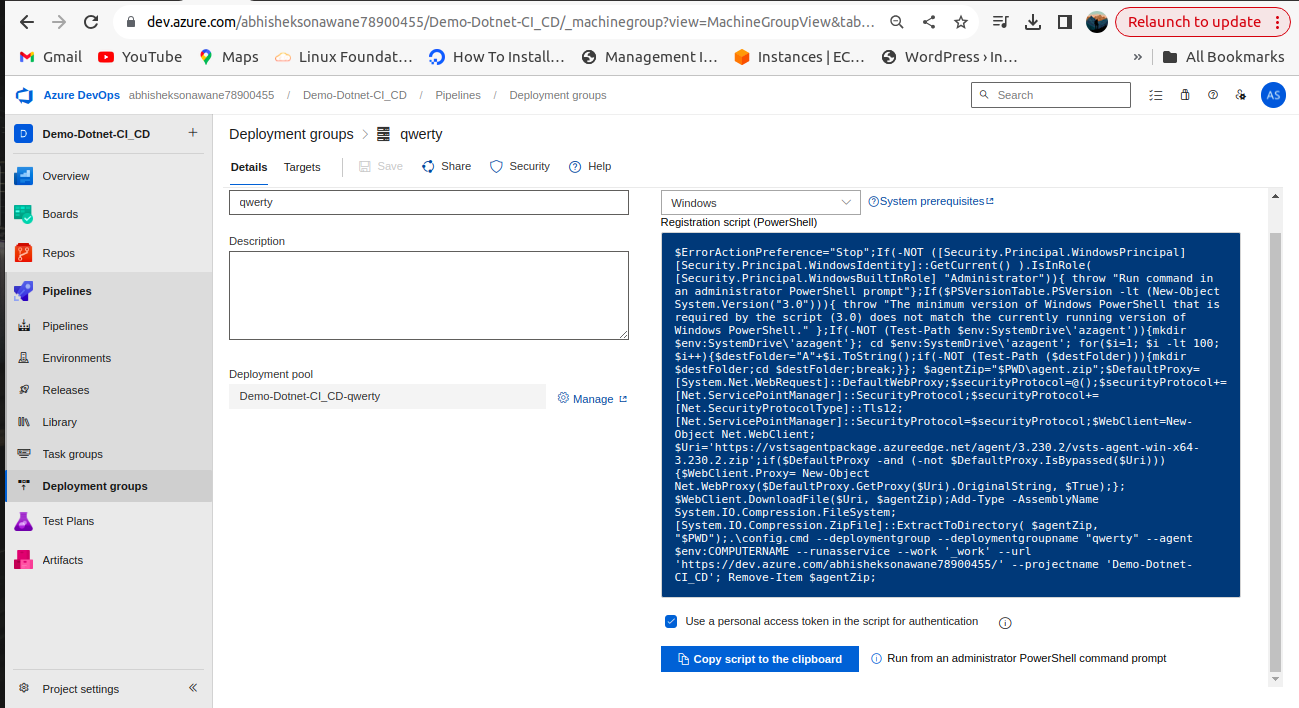 dev.azure.com/abhisheksonawane78900455/Demo-Dotnet-CI_CD/_machinegroup?view=MachineGroupView&tab...
Relaunch to update
Gmail
YouTube
Maps
Linux Foundat...
How To Install...
Management I...
Instances | EC...
WordPress › In...
»
All Bookmarks
Azure DevOps abhisheksonawane78900455 / Demo-Dotnet-CI_CD / Pipelines / Deployment groups
Search
AS
D Demo-Dotnet-CI_CD +
Overview
Boards
Repos
Pipelines
Pipelines
Environments
Releases
Library
Task groups
Deployment groups
Test Plans
Artifacts
Project settings
Deployment groups > qwerty
Details Targets Save Share Security Help
qwerty
Description
Deployment pool
Demo-Dotnet-CI_CD-qwerty
Manage
Windows
System prerequisites
Registration script (PowerShell)
$ErrorActionPreference="Stop";If(-NOT ([Security.Principal.WindowsPrincipal]
[Security.Principal.WindowsIdentity]::GetCurrent() ).IsInRole(
[Security.Principal.WindowsBuiltInRole] "Administrator")){ throw "Run command in
an administrator PowerShell prompt"};If($PSVersionTable.PSVersion -lt (New-Object
System.Version("3.0"))){ throw "The minimum version of Windows PowerShell that is
required by the script (3.0) does not match the currently running version of
Windows PowerShell." };If(-NOT (Test-Path $env:SystemDrive\'azagent')){mkdir
$env:SystemDrive\'azagent'}; cd $env:SystemDrive\'azagent'; for($i=1; $i -lt 100;
$i++){$destFolder="A"+$i.ToString();if(-NOT (Test-Path ($destFolder))){mkdir
$destFolder;cd $destFolder;break;}}; $agentZip="$PWD\agent.zip";$DefaultProxy=
[System.Net.WebRequest]::DefaultWebProxy;$securityProtocol=@();$securityProtocol+=
[Net.ServicePointManager]::SecurityProtocol;$securityProtocol+=
[Net.SecurityProtocolType]::Tls12;
[Net.ServicePointManager]::SecurityProtocol=$securityProtocol;$WebClient=New-
Object Net.WebClient;
$Uri='https://vstsagentpackage.azureedge.net/agent/3.230.2/vsts-agent-win-x64-
3.230.2.zip';if($DefaultProxy -and (-not $DefaultProxy.IsBypassed($Uri)))
{$WebClient.Proxy= New-Object
Net.WebProxy($DefaultProxy.GetProxy($Uri).OriginalString, $True);};
$WebClient.DownloadFile($Uri, $agentZip);Add-Type -AssemblyName
System.IO.Compression.FileSystem;
[System.IO.Compression.ZipFile]::ExtractToDirectory( $agentZip,
"$PWD");.\config.cmd --deploymentgroup --deploymentgroupname "qwerty" --agent
$env:COMPUTERNAME --runasservice --work '_work' --url
'https://dev.azure.com/abhisheksonawane78900455/' --projectname 'Demo-Dotnet-
CI_CD'; Remove-Item $agentZip;
Use a personal access token in the script for authentication
Copy script to the clipboard
Run from an administrator PowerShell command prompt